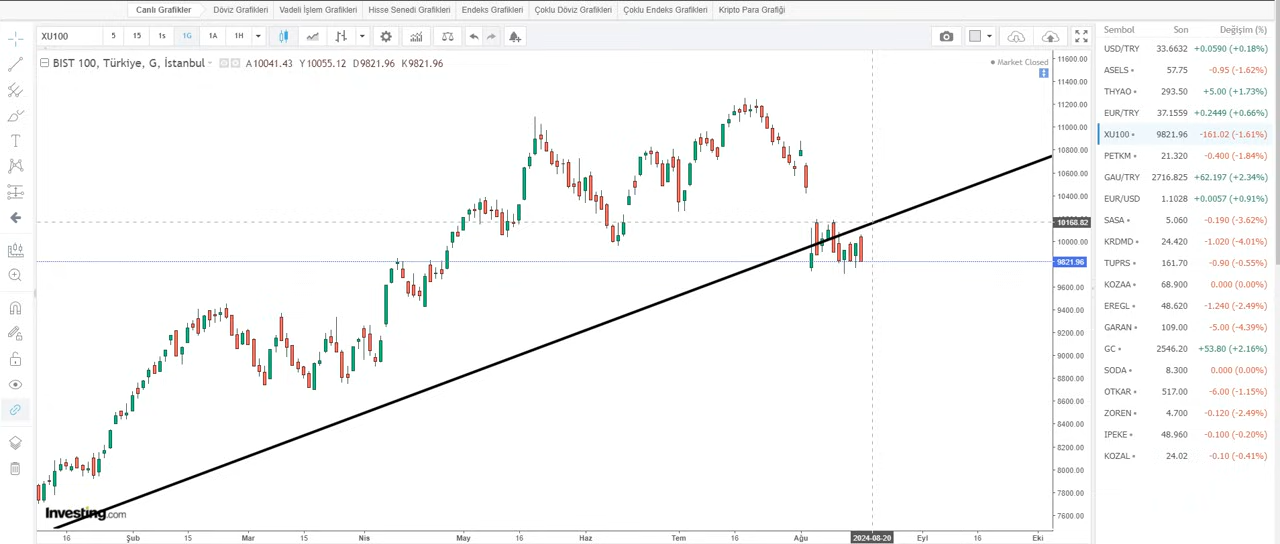 Canlı Grafikler Döviz Grafikleri Vadeli İşlem Grafikleri Hisse Senedi Grafikleri Endeks Grafikleri Çoklu Döviz Grafikleri Çoklu Endeks Grafikleri Kripto Para Grafiği
XU100 5 15 1s 1G 1A 1H
BIST 100, Türkiye, G, İstanbul A10041.43 Y10055.12 D9821.96 K9821.96
Market Closed
11600.00
11400.00
11200.00
11000.00
10800.00
10600.00
10400.00
10168.82
10000.00
9821.96
9600.00
9400.00
9200.00
9000.00
8800.00
8600.00
8400.00
8200.00
8000.00
7800.00
7600.00
Investing.com
16 Şub 19 Mar 18 Nis 16 May 16 Haz Tem 16 Ağu 2024-08-20 Eyl 16 Eki
Sembol Son Değişim (%)
USD/TRY 33.6632 +0.0590 (+0.18%)
ASELS 57.75 -0.95 (-1.62%)
THYAO 293.50 +5.00 (+1.73%)
EUR/TRY 37.1559 +0.2449 (+0.66%)
XU100 9821.96 -161.02 (-1.61%)
PETKM 21.320 -0.400 (-1.84%)
GAU/TRY 2716.825 +62.197 (+2.34%)
EUR/USD 1.1028 +0.0057 (+0.91%)
SASA 5.060 -0.190 (-3.62%)
KRDMD 24.420 -1.020 (-4.01%)
TUPRS 161.70 -0.90 (-0.55%)
KOZAA 68.900 0.000 (0.00%)
EREGL 48.620 -1.240 (-2.49%)
GARAN 109.00 -5.00 (-4.39%)
GC 2546.20 +53.80 (+2.16%)
SODA 8.300 0.000 (0.00%)
OTKAR 517.00 -6.00 (-1.15%)
ZOREN 4.700 -0.120 (-2.49%)
IPEKE 48.960 -0.100 (-0.20%)
KOZAL 24.02 -0.10 (-0.41%)